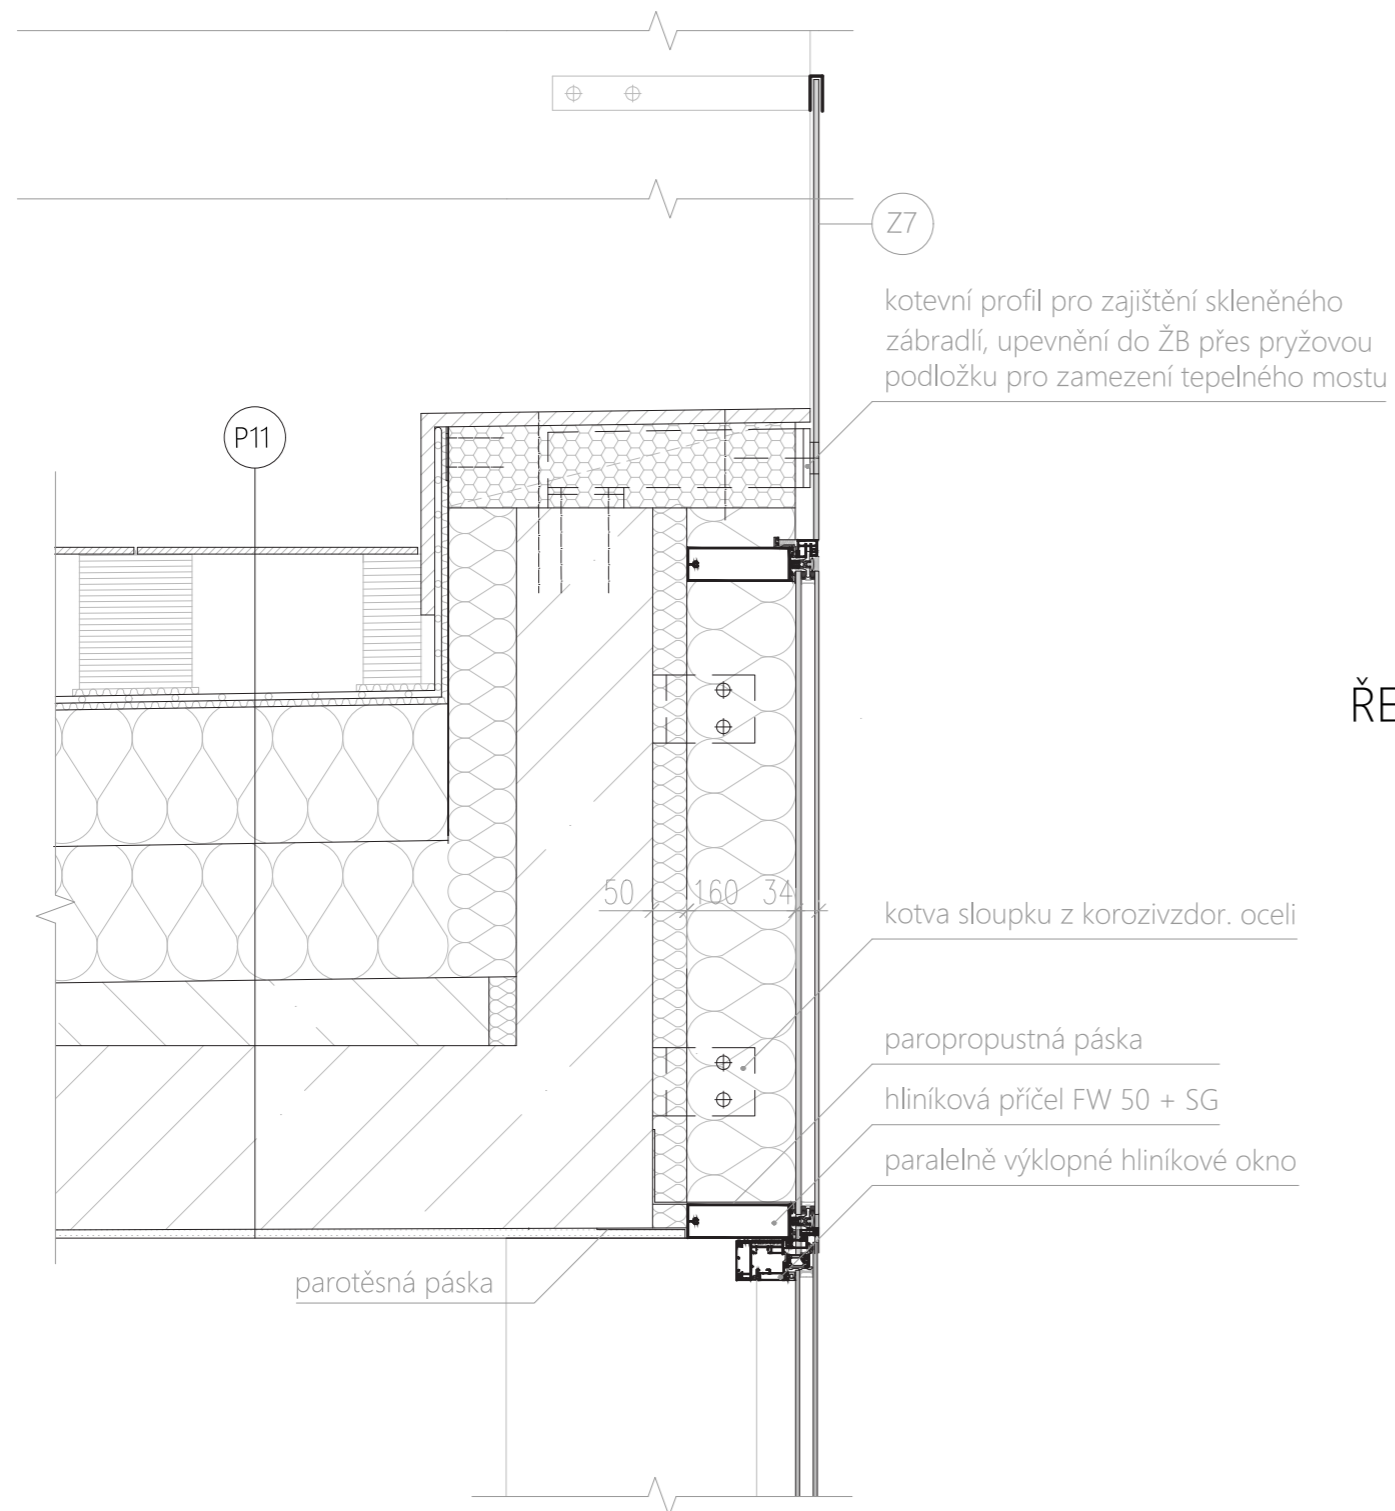 Z7
kotevní profil pro zajištění skleněného
zábradlí, upevnění do ŽB přes pryžovou
podložku pro zamezení tepelného mostu
P11
ŘE
50 160 34
kotva sloupku z korozivzdor. oceli
paropropustná páska
hliníková příčel FW 50 + SG
paralelně výklopné hliníkové okno
parotěsná páska